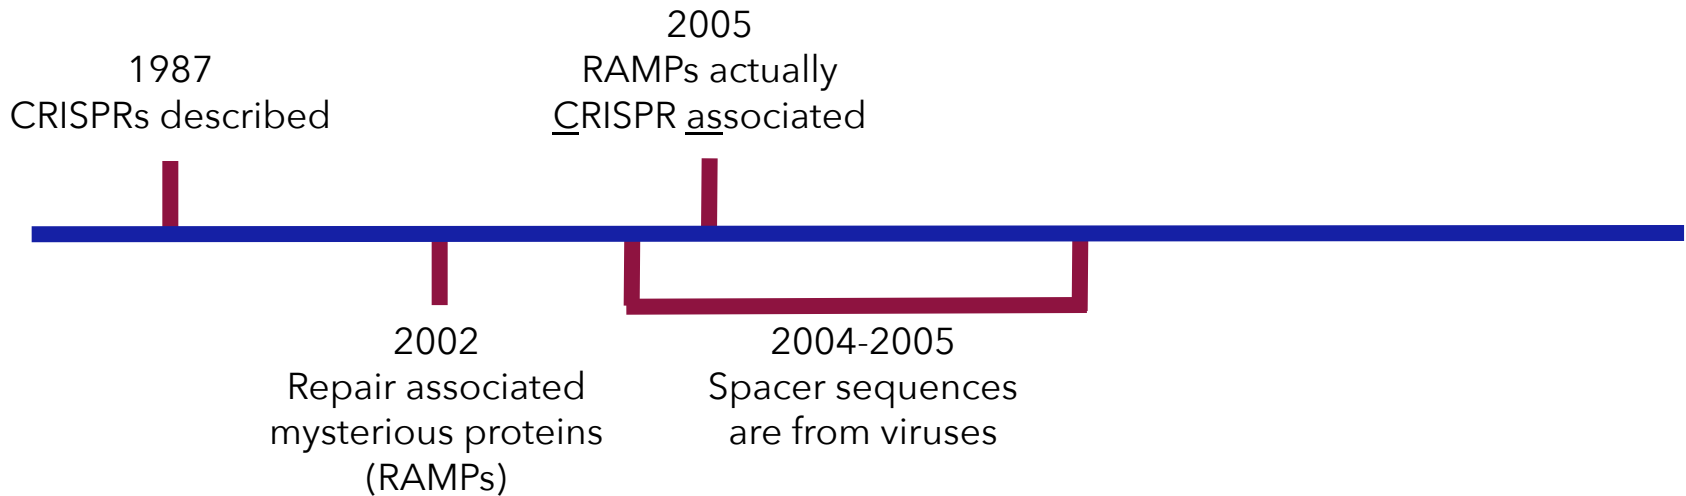 1987
CRISPRs described
2005
RAMPs actually
CRISPR associated
2002
Repair associated
mysterious proteins
(RAMPs)
2004-2005
Spacer sequences
are from viruses